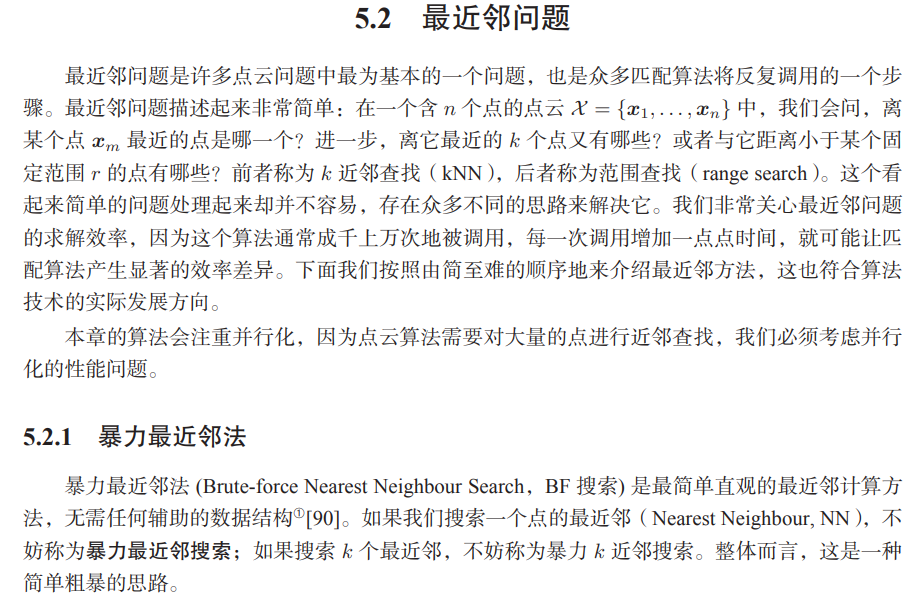 5.2 最近邻问题
最近邻问题是许多点云问题中最为基本的一个问题，也是众多匹配算法将反复调用的一个步
骤。最近邻问题描述起来非常简单：在一个含 n 个点的点云 𝒳 = {x₁, . . . , xₙ} 中，我们会问，离
某个点 xₘ 最近的点是哪一个？进一步，离它最近的 k 个点又有哪些？或者与它距离小于某个固
定范围 r 的点有哪些？前者称为 k 近邻查找（kNN），后者称为范围查找（range search）。这个看
起来简单的问题处理起来却并不容易，存在众多不同的思路来解决它。我们非常关心最近邻问题
的求解效率，因为这个算法通常成千上万次地被调用，每一次调用增加一点点时间，就可能让匹
配算法产生显著的效率差异。下面我们按照由简至难的顺序地来介绍最近邻方法，这也符合算法
技术的实际发展方向。
本章的算法会注重并行化，因为点云算法需要对大量的点进行近邻查找，我们必须考虑并行
化的性能问题。
5.2.1 暴力最近邻法
暴力最近邻法 (Brute-force Nearest Neighbour Search，BF 搜索) 是最简单直观的最近邻计算方
法，无需任何辅助的数据结构①[90]。如果我们搜索一个点的最近邻（Nearest Neighbour, NN），不
妨称为暴力最近邻搜索；如果搜索 k 个最近邻，不妨称为暴力 k 近邻搜索。整体而言，这是一种
简单粗暴的思路。